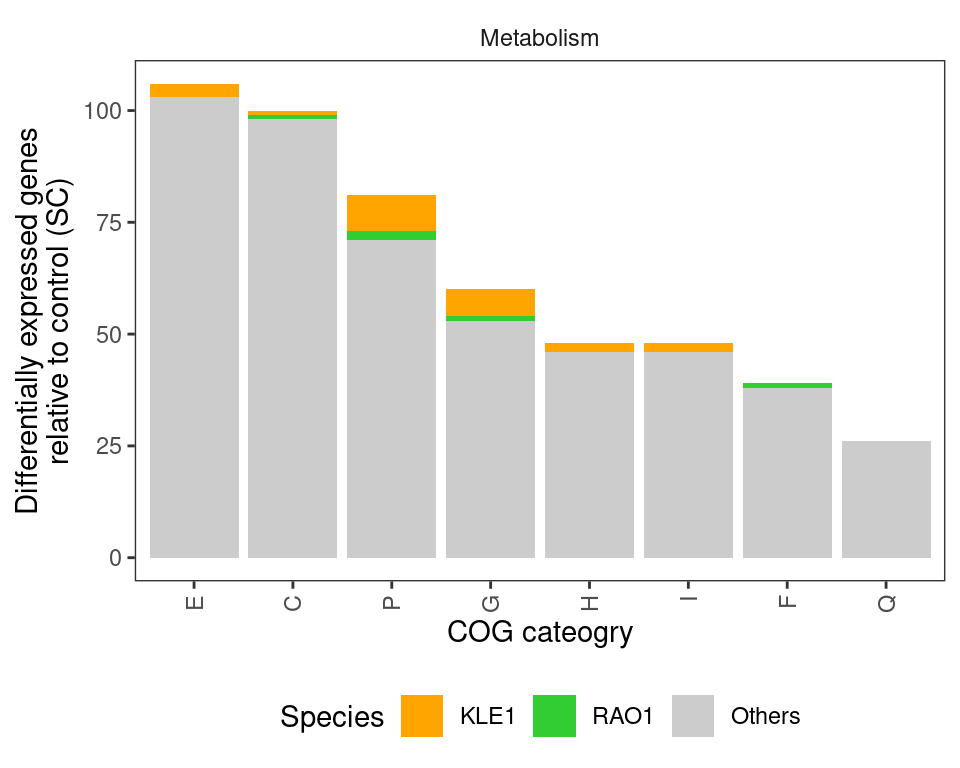 Metabolism
Differentially expressed genes
relative to control (SC)
100
75
50
25
0
E C P G H I F Q
COG cateogry
Species KLE1 RAO1 Others